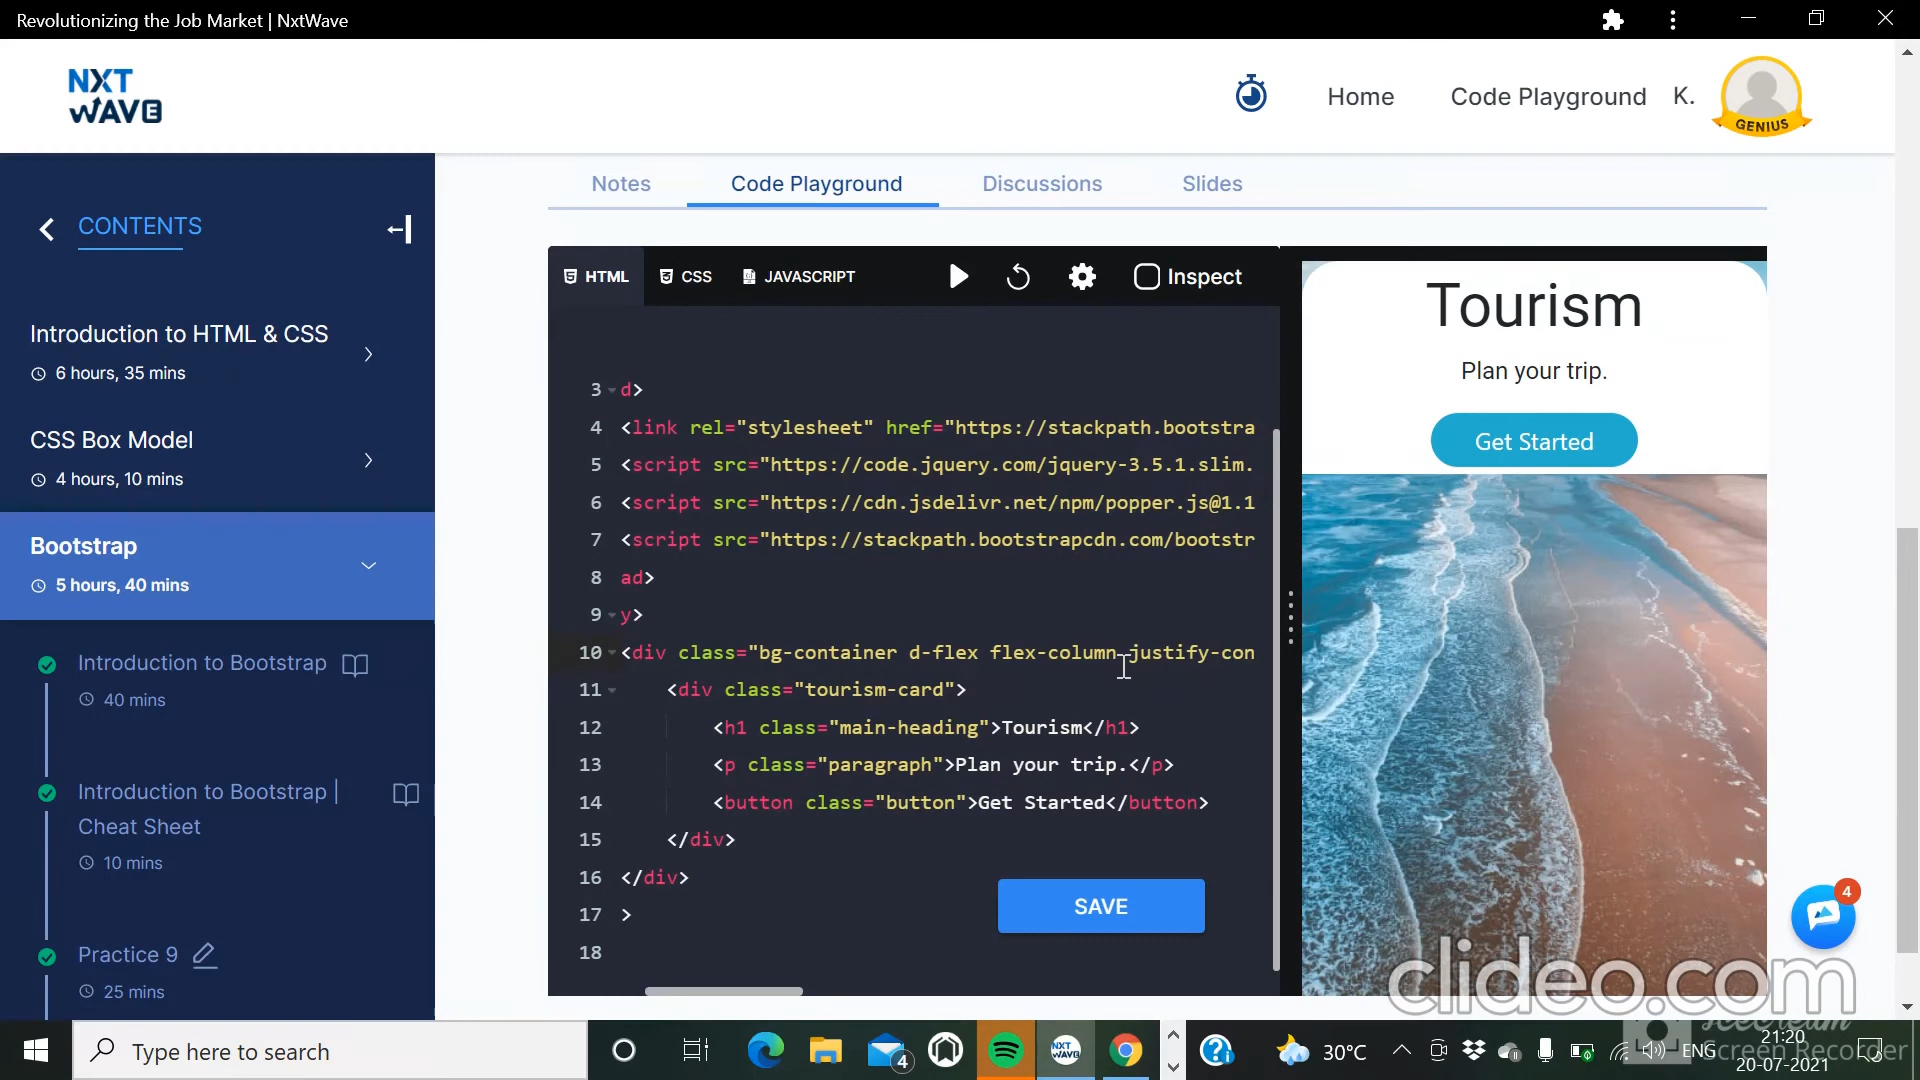 Revolutionizing the Job Market | NxtWave
NXT
WAVE
Home
Code Playground
K.
GENIUS
Notes
Code Playground
Discussions
Slides
CONTENTS
Introduction to HTML & CSS
6 hours, 35 mins
CSS Box Model
4 hours, 10 mins
Bootstrap
5 hours, 40 mins
Introduction to Bootstrap
40 mins
Introduction to Bootstrap |
Cheat Sheet
10 mins
Practice 9
25 mins
HTML
CSS
JAVASCRIPT
Inspect
3 d>
4 <link rel="stylesheet" href="https://stackpath.bootstra
5 <script src="https://code.jquery.com/jquery-3.5.1.slim.
6 <script src="https://cdn.jsdelivr.net/npm/popper.js@1.1
7 <script src="https://stackpath.bootstrapcdn.com/bootstr
8 ad>
9 y>
10 <div class="bg-container d-flex flex-column justify-con
11 <div class="tourism-card">
12 <h1 class="main-heading">Tourism</h1>
13 <p class="paragraph">Plan your trip.</p>
14 <button class="button">Get Started</button>
15 </div>
16 </div>
17 >
18
SAVE
Tourism
Plan your trip.
Get Started
4
clideo.com
Icecream
Screen Recorder
Type here to search
4
NXT
WAVE
30°C
ENG
21:20
20-07-2021